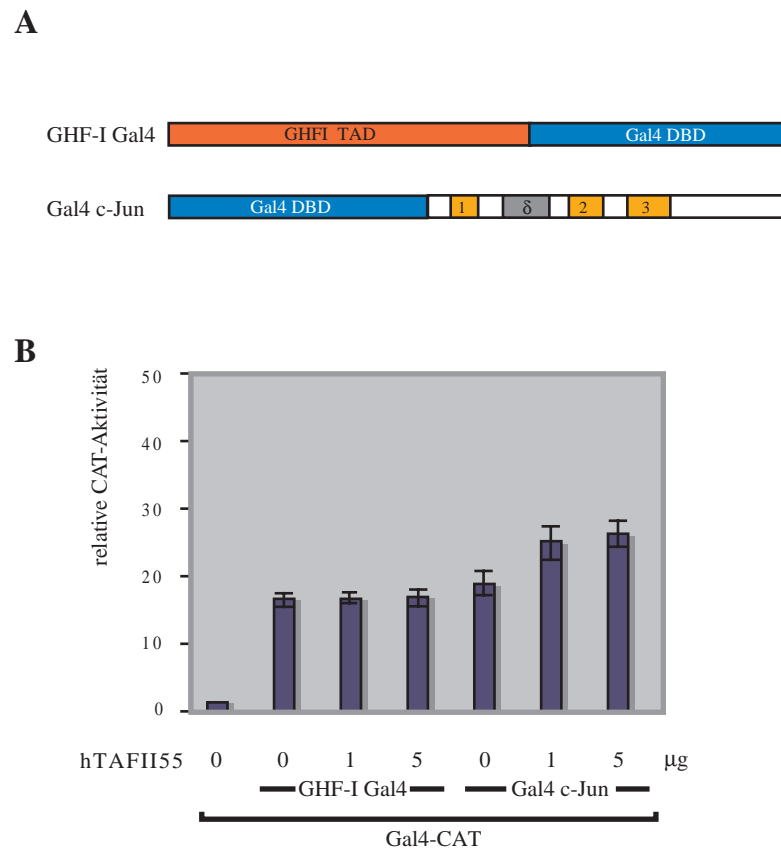 A
GHF-I Gal4
GHFI TAD
Gal4 DBD
Gal4 c-Jun
Gal4 DBD
1
δ
2
3
B
relative CAT-Aktivität
50
40
30
20
10
0
hTAFII55 0 0 1 5 0 1 5 μg
GHF-I Gal4 Gal4 c-Jun
Gal4-CAT